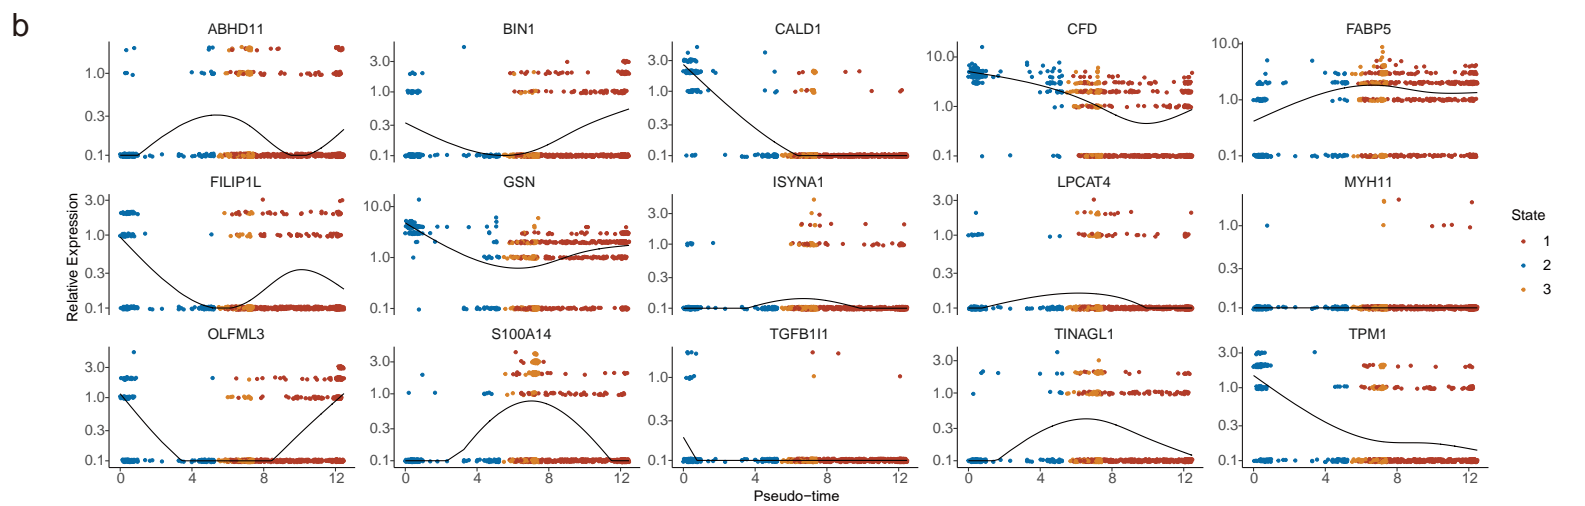 b
ABHD11 BIN1 CALD1 CFD FABP5
1.0 0.3 0.1
3.0 1.0 0.3 0.1
3.0 1.0 0.3 0.1
10.0 1.0 0.1
10.0 1.0 0.1
FILIP1L GSN ISYNA1 LPCAT4 MYH11
Relative Expression
3.0 1.0 0.3 0.1
10.0 1.0 0.1
3.0 1.0 0.3 0.1
3.0 1.0 0.3 0.1
1.0 0.3 0.1
State
1
2
3
OLFML3 S100A14 TGFB1I1 TINAGL1 TPM1
3.0 1.0 0.3 0.1
3.0 1.0 0.3 0.1
1.0 0.3 0.1
3.0 1.0 0.3 0.1
3.0 1.0 0.3 0.1
0 4 8 12 0 4 8 12 0 4 8 12 0 4 8 12 0 4 8 12
Pseudo−time